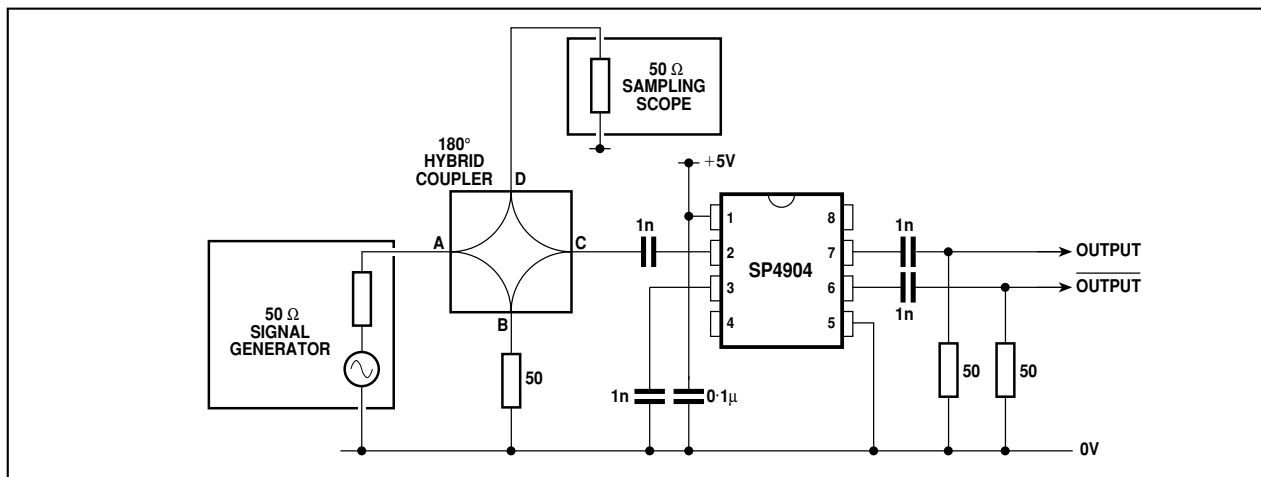 50 Ω
SAMPLING
SCOPE
180°
HYBRID
COUPLER
D
+5V
A
C
1n
1
8
1n
2
7
OUTPUT
SP4904
3
6
OUTPUT
1n
B
4
5
50 Ω
SIGNAL
GENERATOR
50
1n
0·1μ
50
50
0V